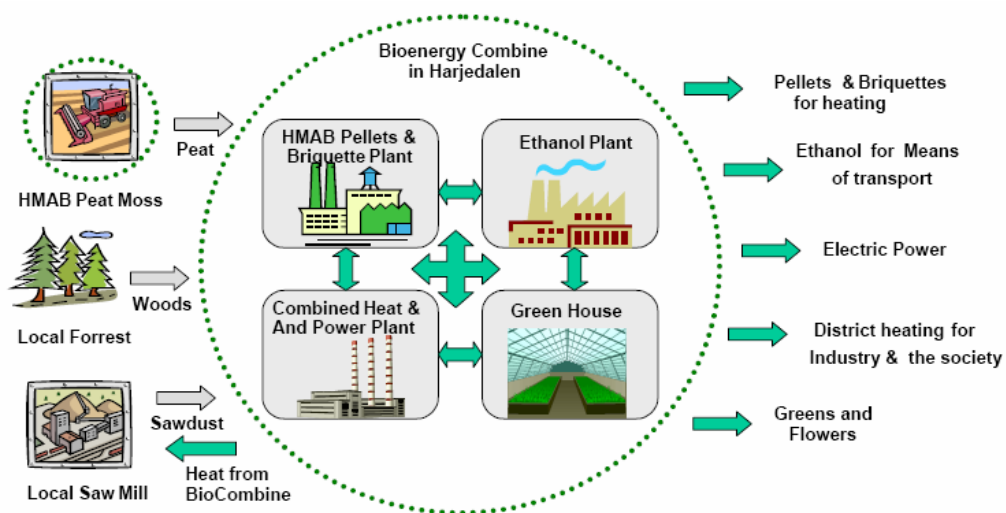 Bioenergy Combine
in Harjedalen
HMAB Peat Moss
Peat
Local Forrest
Woods
Local Saw Mill
Sawdust
Heat from
BioCombine
HMAB Pellets &
Briquette Plant
Ethanol Plant
Combined Heat &
And Power Plant
Green House
Pellets & Briquettes
for heating
Ethanol for Means
of transport
Electric Power
District heating for
Industry & the society
Greens and
Flowers